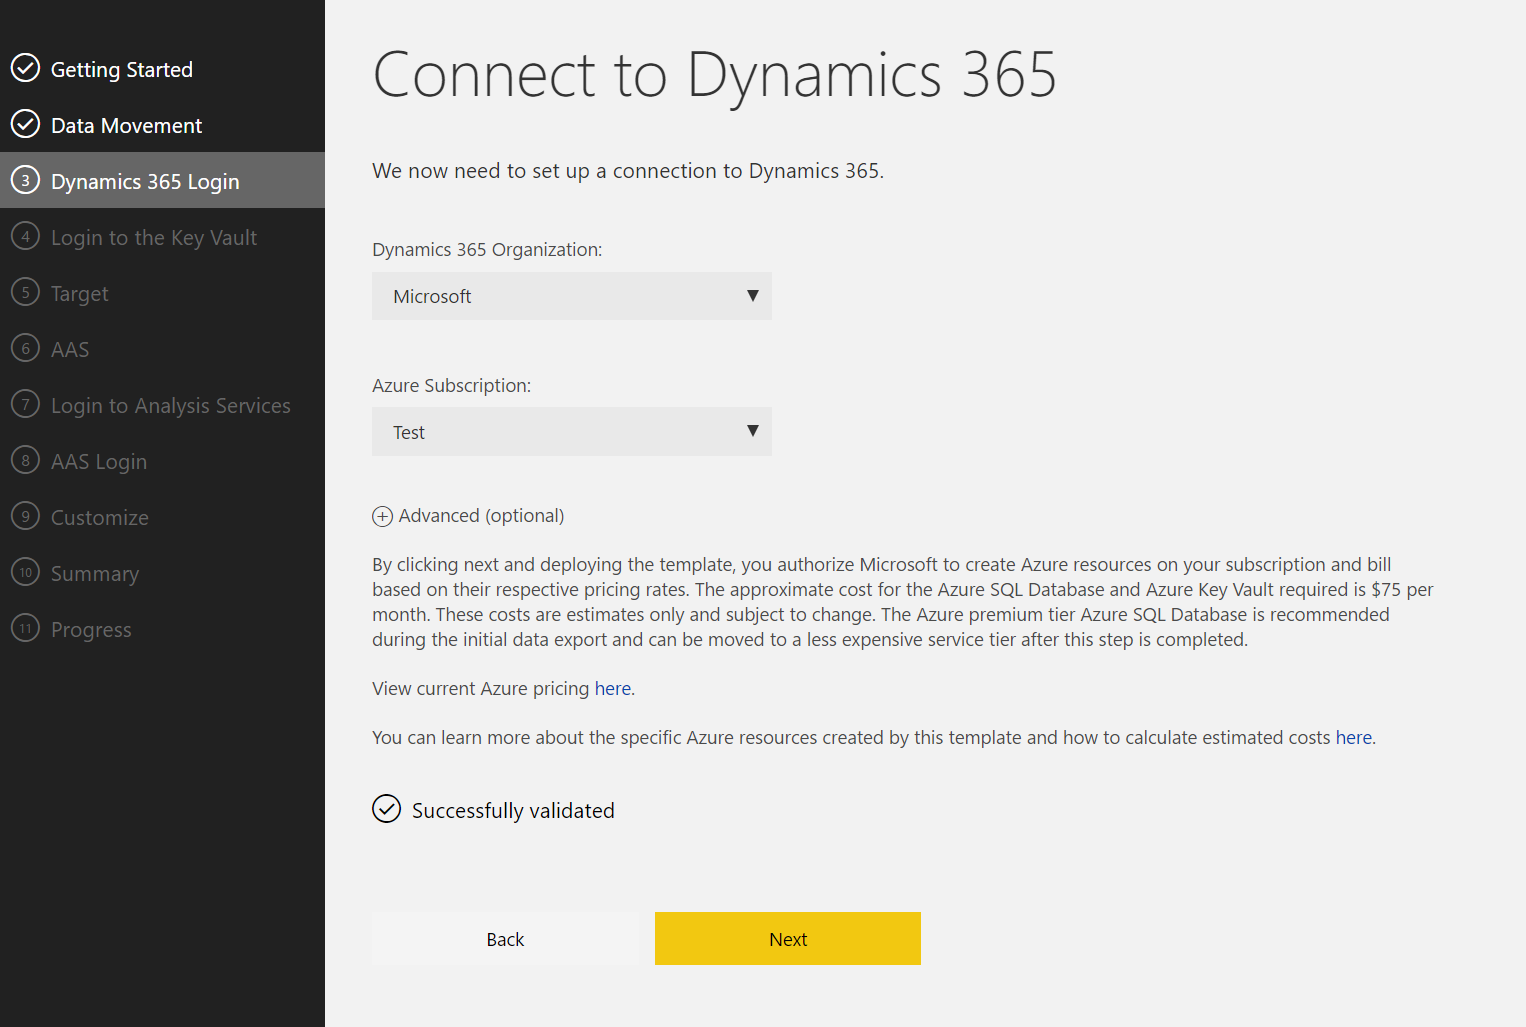 Getting Started
Data Movement
3 Dynamics 365 Login
4 Login to the Key Vault
5 Target
6 AAS
7 Login to Analysis Services
8 AAS Login
9 Customize
10 Summary
11 Progress
Connect to Dynamics 365
We now need to set up a connection to Dynamics 365.
Dynamics 365 Organization:
Microsoft
Azure Subscription:
Test
Advanced (optional)
By clicking next and deploying the template, you authorize Microsoft to create Azure resources on your subscription and bill
based on their respective pricing rates. The approximate cost for the Azure SQL Database and Azure Key Vault required is $75 per
month. These costs are estimates only and subject to change. The Azure premium tier Azure SQL Database is recommended
during the initial data export and can be moved to a less expensive service tier after this step is completed.
View current Azure pricing here.
You can learn more about the specific Azure resources created by this template and how to calculate estimated costs here.
Successfully validated
Back
Next